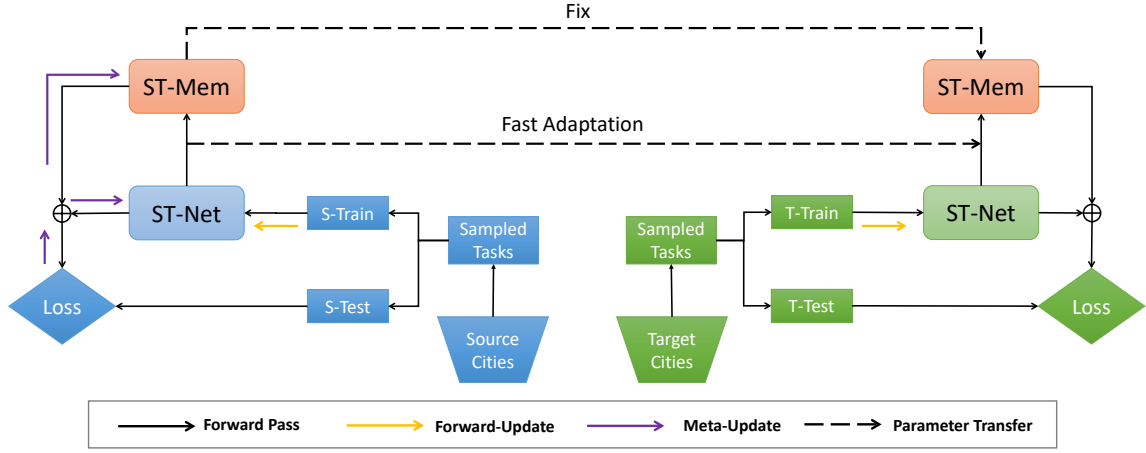 Fix
ST-Mem
ST-Mem
Fast Adaptation
ST-Net
S-Train
Sampled
Tasks
S-Test
Source
Cities
Loss
Sampled
Tasks
T-Train
ST-Net
T-Test
Target
Cities
Loss
Forward Pass
Forward-Update
Meta-Update
Parameter Transfer